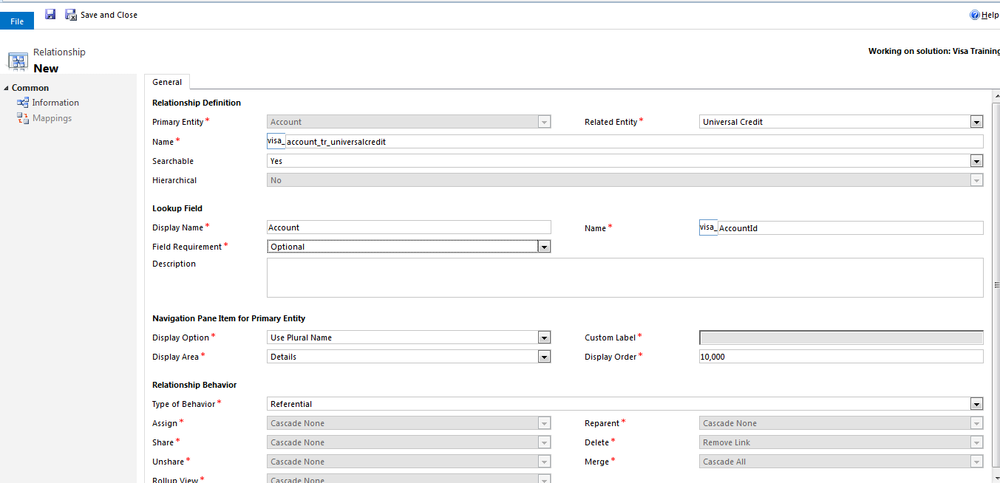 File Save and Close Help
Relationship
New
Working on solution: Visa Training
Common
Information
Mappings
General
Relationship Definition
Primary Entity* Account Related Entity* Universal Credit
Name* visa_ account_tr_universalcredit
Searchable Yes
Hierarchical No
Lookup Field
Display Name* Account Name* visa_ AccountId
Field Requirement* Optional
Description
Navigation Pane Item for Primary Entity
Display Option* Use Plural Name Custom Label*
Display Area* Details Display Order* 10,000
Relationship Behavior
Type of Behavior* Referential
Assign* Cascade None Reparent* Cascade None
Share* Cascade None Delete* Remove Link
Unshare* Cascade None Merge* Cascade All
Rollup View* Cascade None